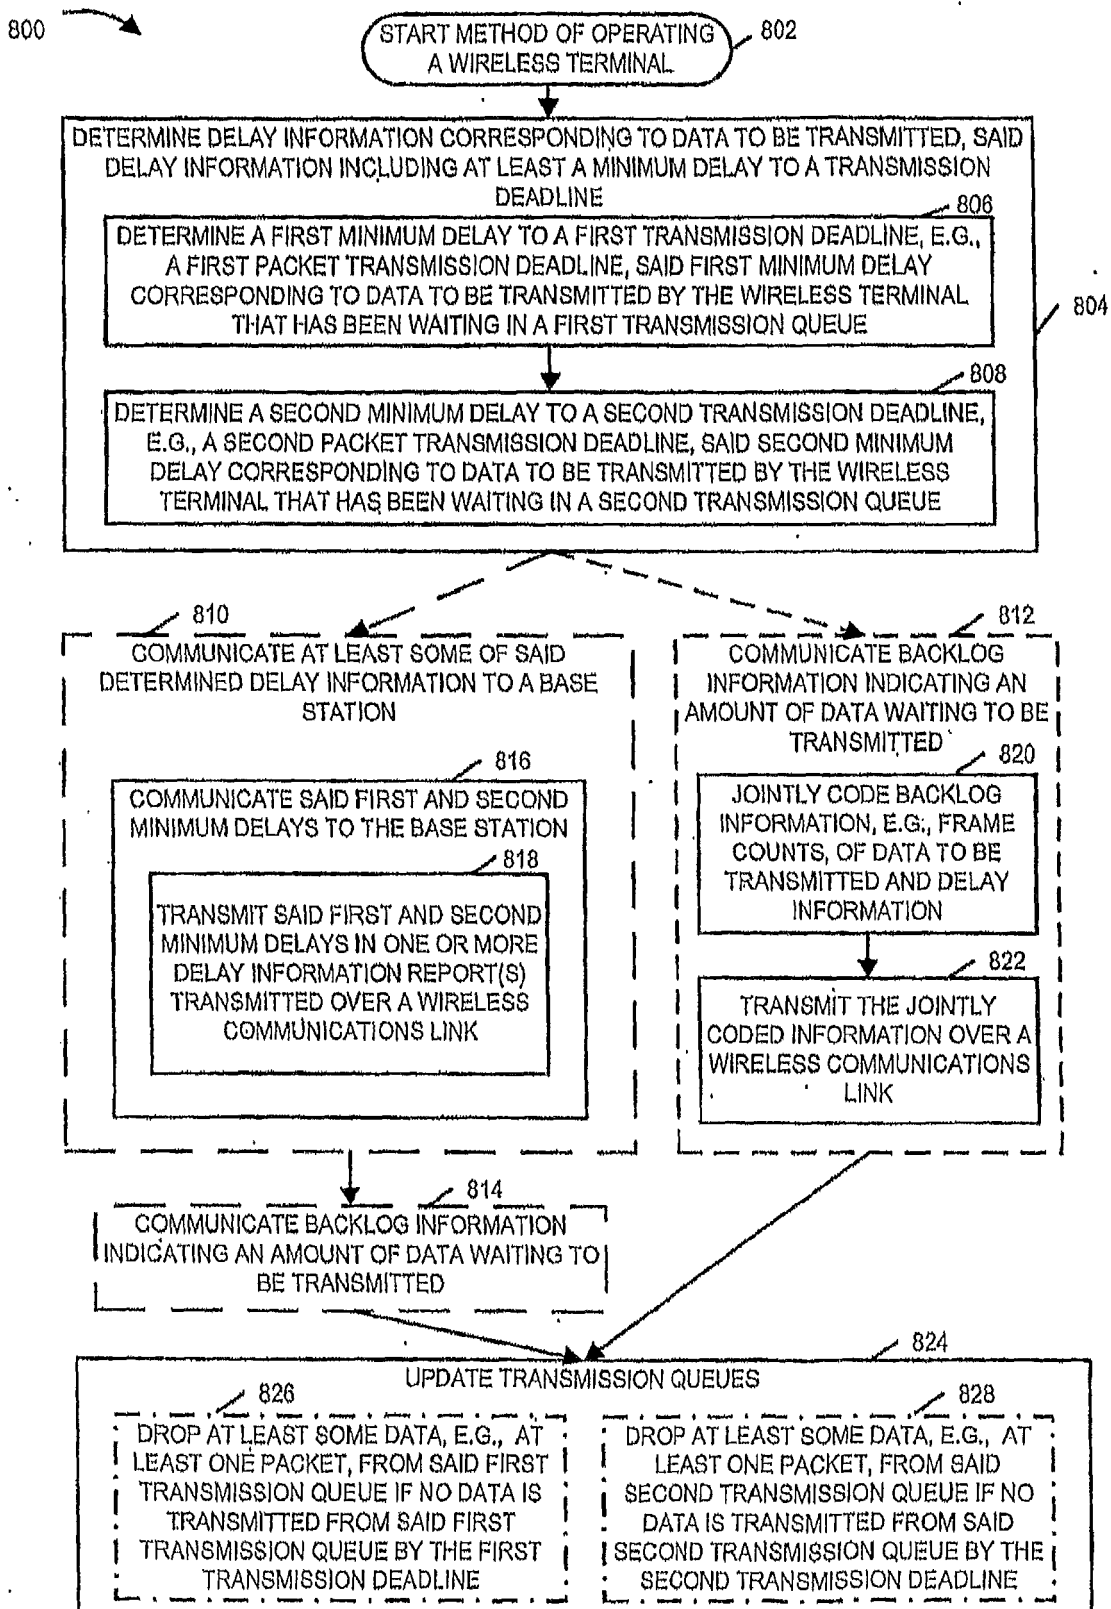 800
START METHOD OF OPERATING
A WIRELESS TERMINAL
802
DETERMINE DELAY INFORMATION CORRESPONDING TO DATA TO BE TRANSMITTED, SAID
DELAY INFORMATION INCLUDING AT LEAST A MINIMUM DELAY TO A TRANSMISSION
DEADLINE
806
DETERMINE A FIRST MINIMUM DELAY TO A FIRST TRANSMISSION DEADLINE, E.G.,
A FIRST PACKET TRANSMISSION DEADLINE, SAID FIRST MINIMUM DELAY
CORRESPONDING TO DATA TO BE TRANSMITTED BY THE WIRELESS TERMINAL
THAT HAS BEEN WAITING IN A FIRST TRANSMISSION QUEUE
804
808
DETERMINE A SECOND MINIMUM DELAY TO A SECOND TRANSMISSION DEADLINE,
E.G., A SECOND PACKET TRANSMISSION DEADLINE, SAID SECOND MINIMUM
DELAY CORRESPONDING TO DATA TO BE TRANSMITTED BY THE WIRELESS
TERMINAL THAT HAS BEEN WAITING IN A SECOND TRANSMISSION QUEUE
810
COMMUNICATE AT LEAST SOME OF SAID
DETERMINED DELAY INFORMATION TO A BASE
STATION
816
COMMUNICATE SAID FIRST AND SECOND
MINIMUM DELAYS TO THE BASE STATION
818
TRANSMIT SAID FIRST AND SECOND
MINIMUM DELAYS IN ONE OR MORE
DELAY INFORMATION REPORT(S)
TRANSMITTED OVER A WIRELESS
COMMUNICATIONS LINK
812
COMMUNICATE BACKLOG
INFORMATION INDICATING AN
AMOUNT OF DATA WAITING TO BE
TRANSMITTED
820
JOINTLY CODE BACKLOG
INFORMATION, E.G., FRAME
COUNTS, OF DATA TO BE
TRANSMITTED AND DELAY
INFORMATION
822
TRANSMIT THE JOINTLY
CODED INFORMATION OVER A
WIRELESS COMMUNICATIONS
LINK
814
COMMUNICATE BACKLOG INFORMATION
INDICATING AN AMOUNT OF DATA WAITING TO
BE TRANSMITTED
824
UPDATE TRANSMISSION QUEUES
826
DROP AT LEAST SOME DATA, E.G., AT
LEAST ONE PACKET, FROM SAID FIRST
TRANSMISSION QUEUE IF NO DATA IS
TRANSMITTED FROM SAID FIRST
TRANSMISSION QUEUE BY THE FIRST
TRANSMISSION DEADLINE
828
DROP AT LEAST SOME DATA, E.G., AT
LEAST ONE PACKET, FROM SAID
SECOND TRANSMISSION QUEUE IF NO
DATA IS TRANSMITTED FROM SAID
SECOND TRANSMISSION QUEUE BY THE
SECOND TRANSMISSION DEADLINE